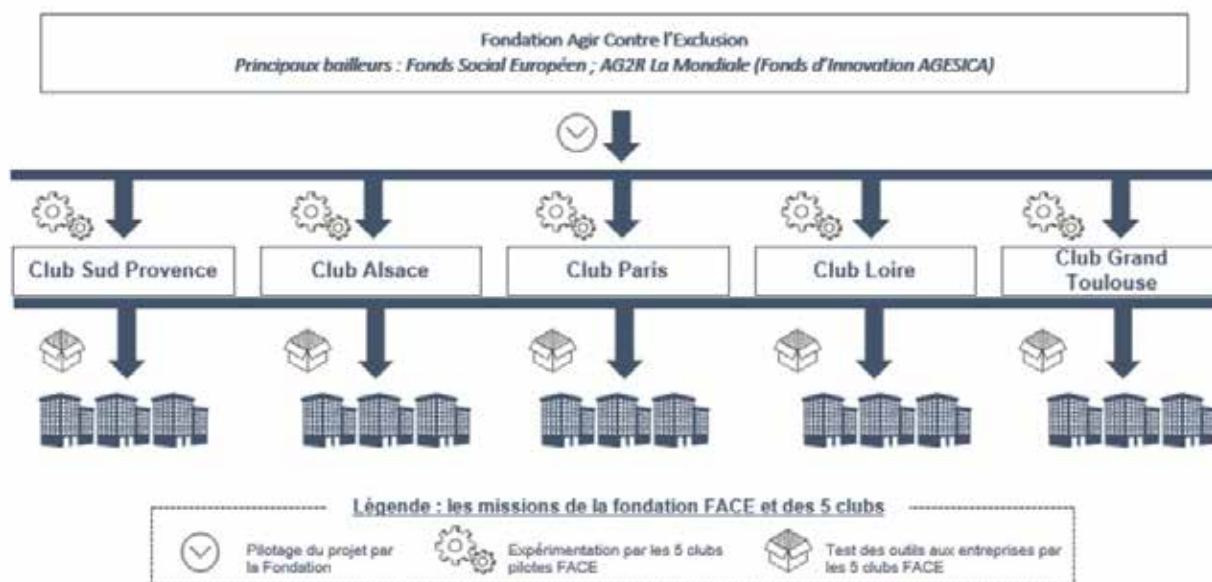 Fondation Agir Contre l'Exclusion
Principaux bailleurs : Fonds Social Européen ; AG2R La Mondiale (Fonds d'Innovation AGESICA)
Club Sud Provence
Club Alsace
Club Paris
Club Loire
Club Grand
Toulouse
Légende : les missions de la fondation FACE et des 5 clubs
Pilotage du projet par
la Fondation
Expérimentation par les 5 clubs
pilotes FACE
Test des outils aux entreprises par
les 5 clubs FACE